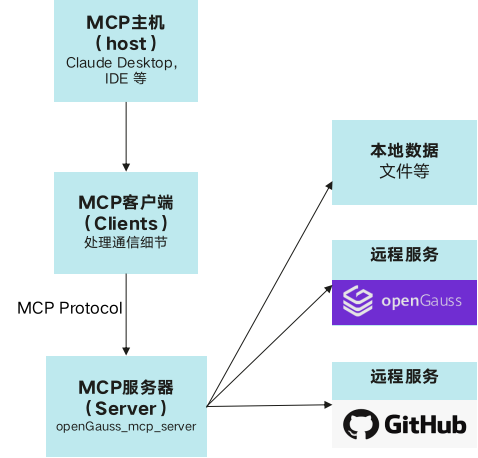 MCP主机
（host）
Claude Desktop,
IDE 等
MCP客户端
（Clients）
处理通信细节
MCP Protocol
MCP服务器
（Server）
openGauss_mcp_server
本地数据
文件等
远程服务
openGauss
远程服务
GitHub